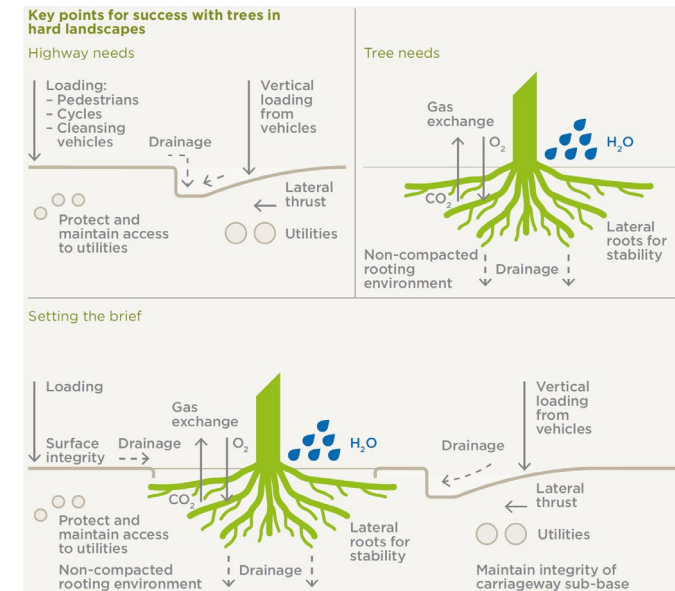 Key points for success with trees in
hard landscapes
Highway needs
Loading:
– Pedestrians
– Cycles
– Cleansing
vehicles
Drainage
Vertical
loading
from
vehicles
Lateral
thrust
Protect and
maintain access
to utilities
Utilities
Tree needs
Gas
exchange
O2
H2O
CO2
Lateral
roots for
stability
Non-compacted
rooting
environment
Drainage
Setting the brief
Loading
Surface
integrity
Drainage
Gas
exchange
O2
H2O
CO2
Protect and
maintain access
to utilities
Lateral
roots for
stability
Non-compacted
rooting environment
Drainage
Vertical
loading
from
vehicles
Drainage
Lateral
thrust
Utilities
Maintain integrity of
carriageway sub-base